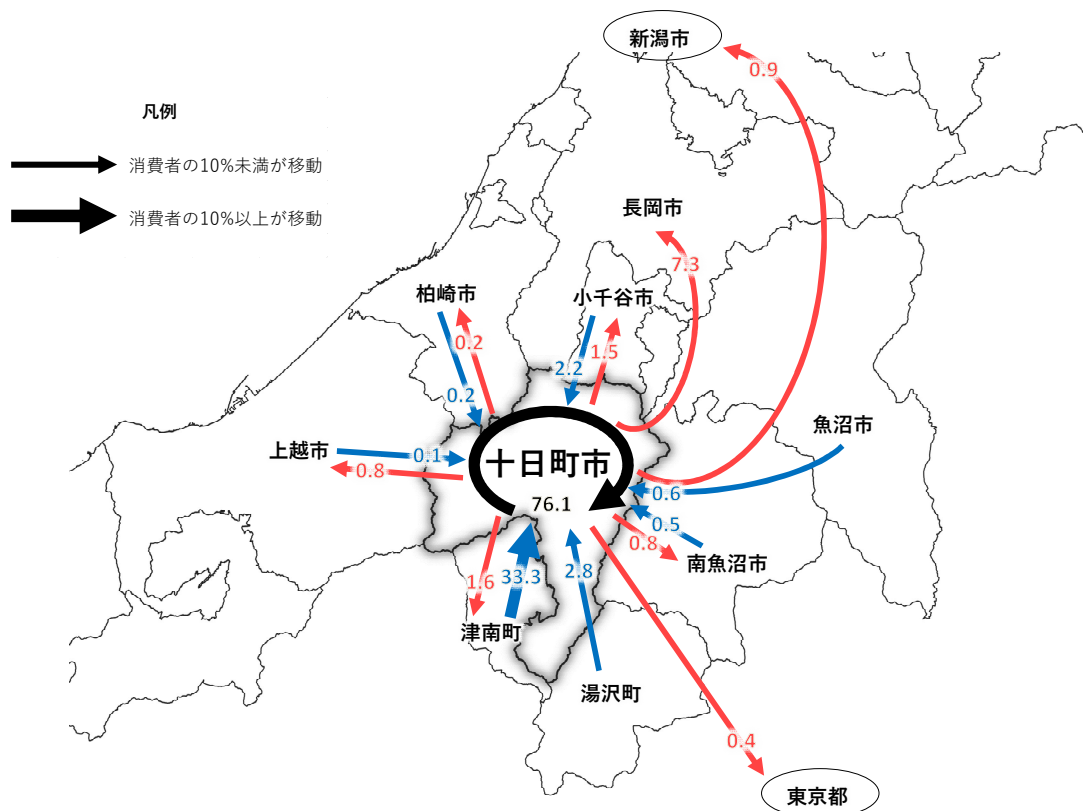 新潟市
0.9
凡例
消費者の10%未満が移動
消費者の10%以上が移動
長岡市
7.3
柏崎市
小千谷市
0.2
1.5
2.2
0.2
魚沼市
上越市
0.1
0.8
十日町市
76.1
0.6
0.5
0.8
南魚沼市
1.6
33.3
2.8
津南町
湯沢町
0.4
東京都